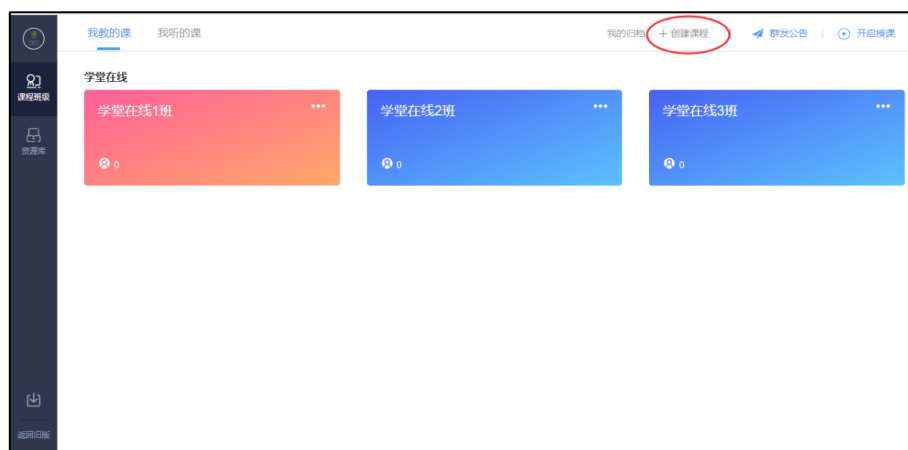 我教的课 我听的课 我的归档 + 创建课程 群发公告 开启授课
课程班级
资源库
返回旧版
学堂在线
学堂在线1班 ••• 学堂在线2班 ••• 学堂在线3班 •••
0 0 0